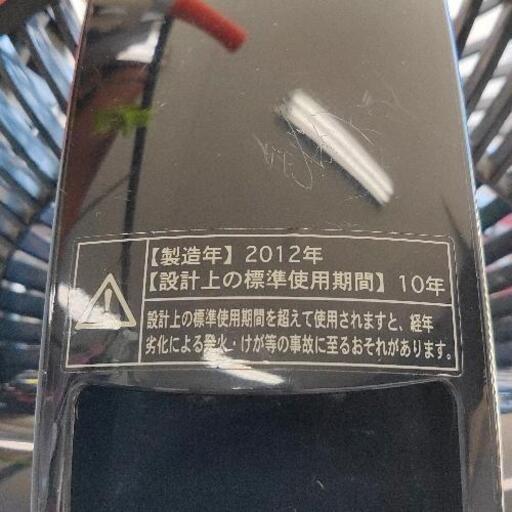 【製造年】2012年
【設計上の標準使用期間】10年
設計上の標準使用期間を超えて使用されますと、経年
劣化による発火・けが等の事故に至るおそれがあります。